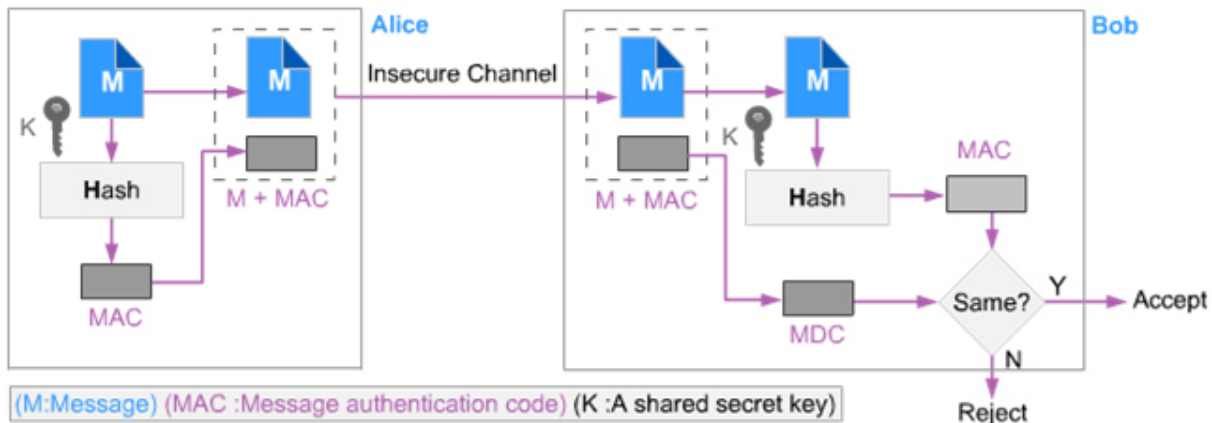 Alice
Bob
M
M
Insecure Channel
M
M
K
K
MAC
Hash
M + MAC
M + MAC
Hash
MAC
MDC
Same?
Y
Accept
N
Reject
(M:Message) (MAC :Message authentication code) (K :A shared secret key)